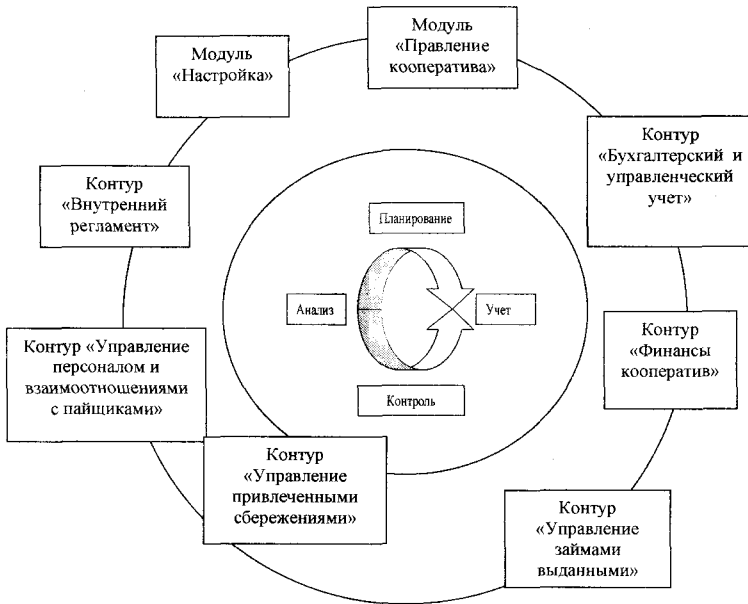 Модуль
«Правление
кооператива»
Модуль
«Настройка»
Контур
«Бухгалтерский и
управленческий
учет»
Контур
«Внутренний
регламент»
Планирование
Анализ
Учет
Контроль
Контур
«Финансы
кооператив»
Контур «Управление
персоналом и
взаимоотношениями
с пайщиками»
Контур
«Управление
привлеченными
сбережениями»
Контур
«Управление
займами
выданными»